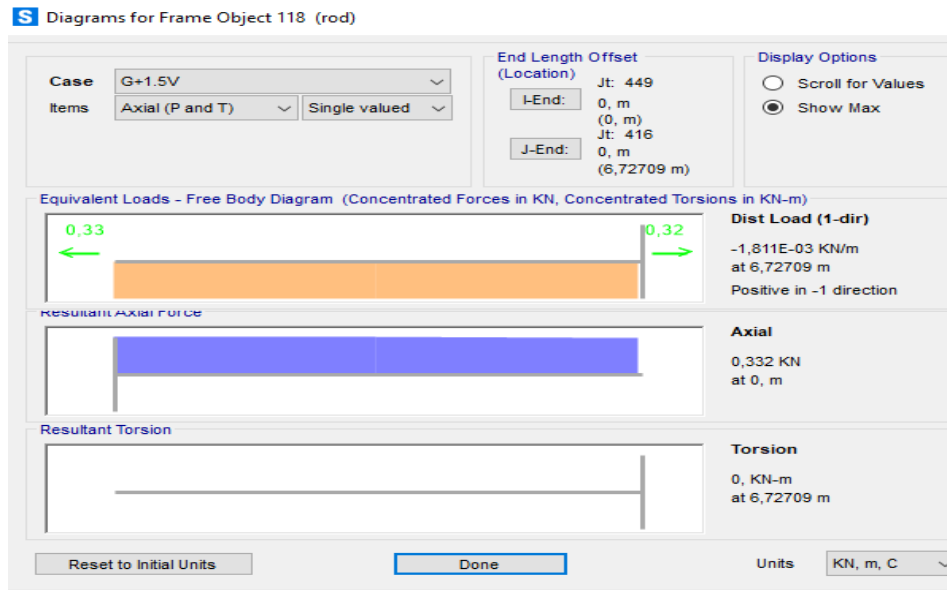 S Diagrams for Frame Object 118 (rod)
Case G+1.5V
Items Axial (P and T) Single valued
End Length Offset
(Location)
Jt: 449
I-End: 0, m
(0, m)
Jt: 416
J-End: 0, m
(6,72709 m)
Display Options
Scroll for Values
Show Max
Equivalent Loads - Free Body Diagram (Concentrated Forces in KN, Concentrated Torsions in KN-m)
0,33
0,32
Dist Load (1-dir)
-1,811E-03 KN/m
at 6,72709 m
Positive in -1 direction
Resultant Axial Force
Axial
0,332 KN
at 0, m
Resultant Torsion
Torsion
0, KN-m
at 6,72709 m
Reset to Initial Units
Done
Units KN, m, C